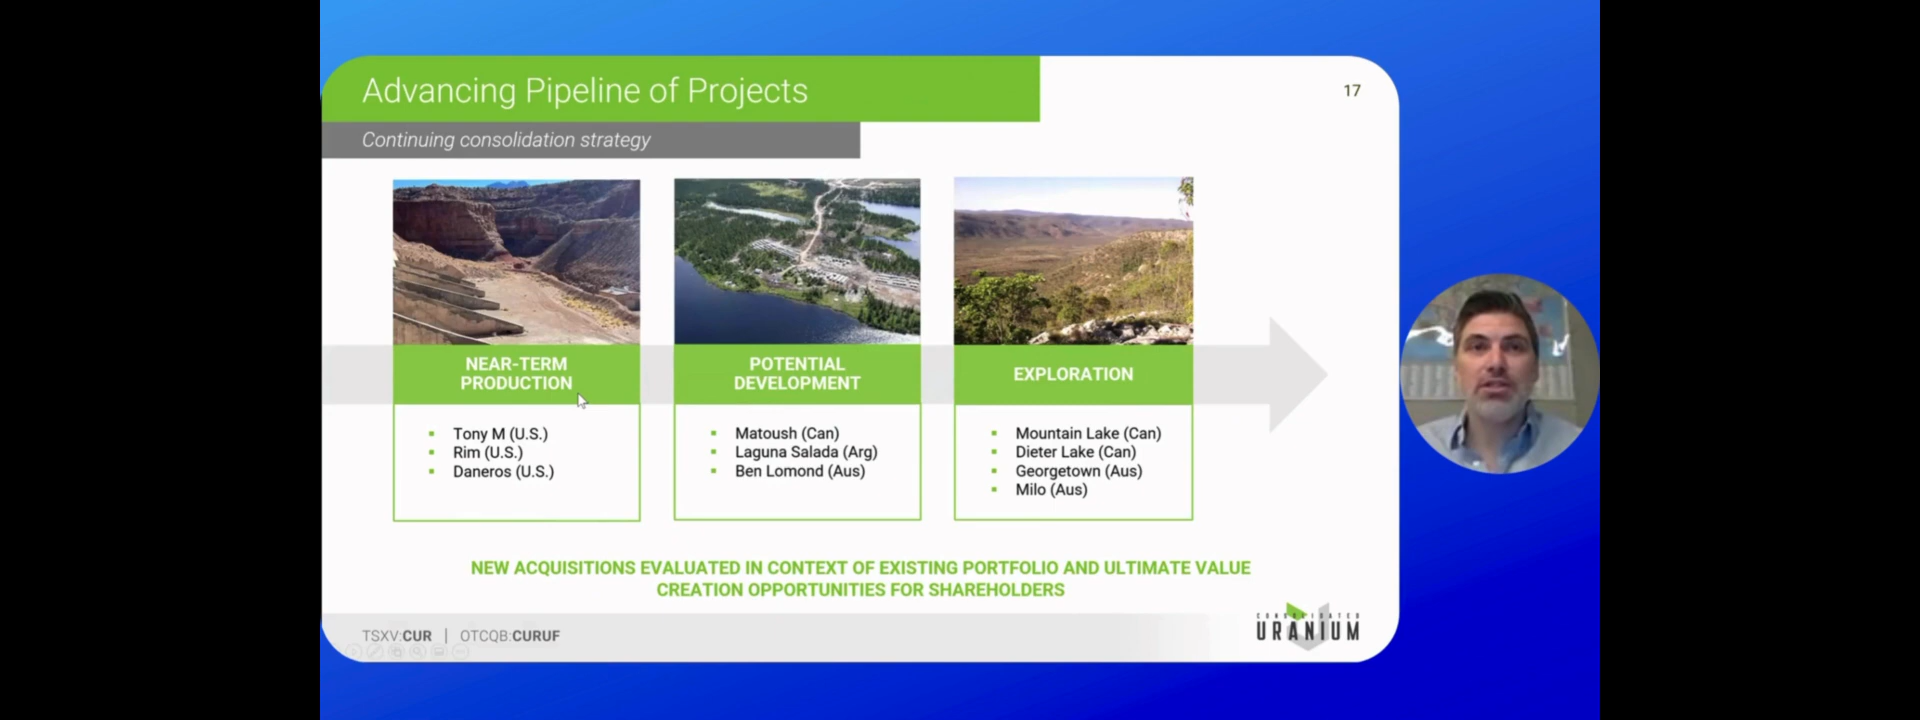 Advancing Pipeline of Projects
17
Continuing consolidation strategy
NEAR-TERM
PRODUCTION
Tony M (U.S.)
Rim (U.S.)
Daneros (U.S.)
POTENTIAL
DEVELOPMENT
Matoush (Can)
Laguna Salada (Arg)
Ben Lomond (Aus)
EXPLORATION
Mountain Lake (Can)
Dieter Lake (Can)
Georgetown (Aus)
Milo (Aus)
NEW ACQUISITIONS EVALUATED IN CONTEXT OF EXISTING PORTFOLIO AND ULTIMATE VALUE
CREATION OPPORTUNITIES FOR SHAREHOLDERS
TSXV:CUR | OTCQB:CURUF
CONSOLIDATED
URANIUM